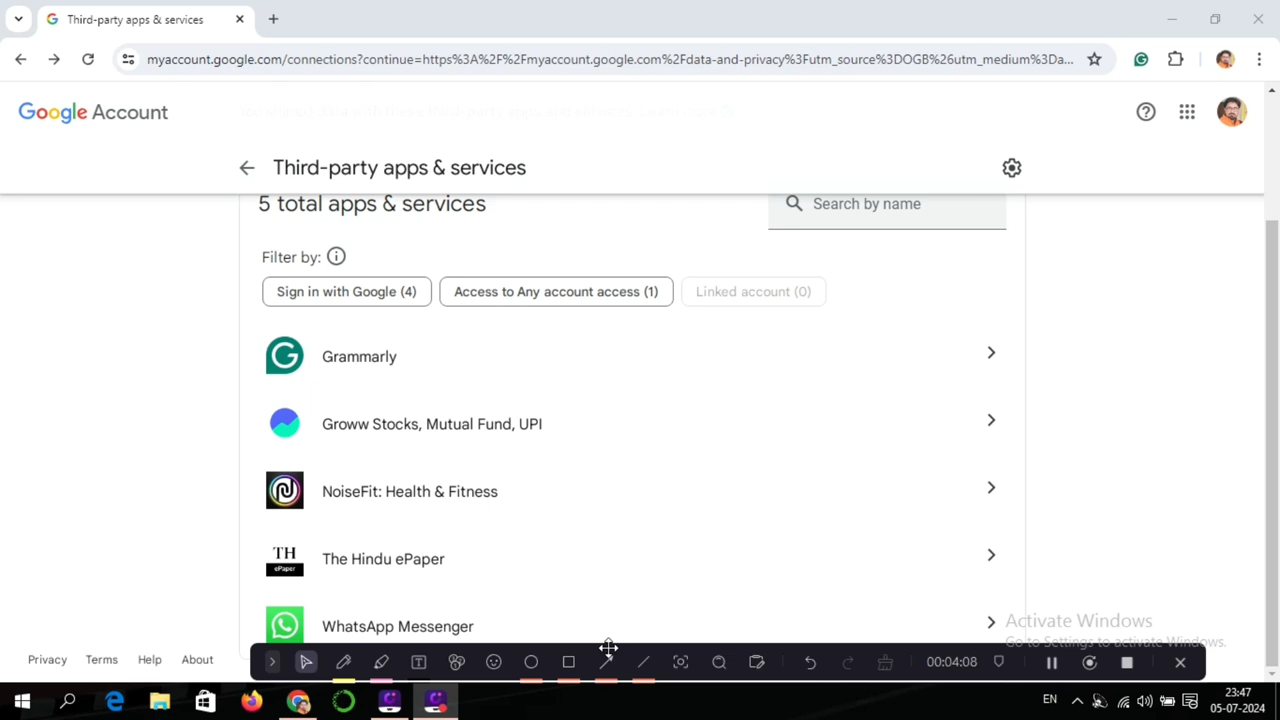 Third-party apps & services
myaccount.google.com/connections?continue=https%3A%2F%2Fmyaccount.google.com%2Fdata-and-privacy%3Futm_source%3DOGB%26utm_medium%3Da...
Google Account
Third-party apps & services
5 total apps & services
Search by name
Filter by:
Sign in with Google (4)
Access to Any account access (1)
Linked account (0)
Grammarly
Groww Stocks, Mutual Fund, UPI
NoiseFit: Health & Fitness
TH
ePaper
The Hindu ePaper
WhatsApp Messenger
Activate Windows
Go to Settings to activate Windows.
Privacy Terms Help About
00:04:08
EN
23:47
05-07-2024